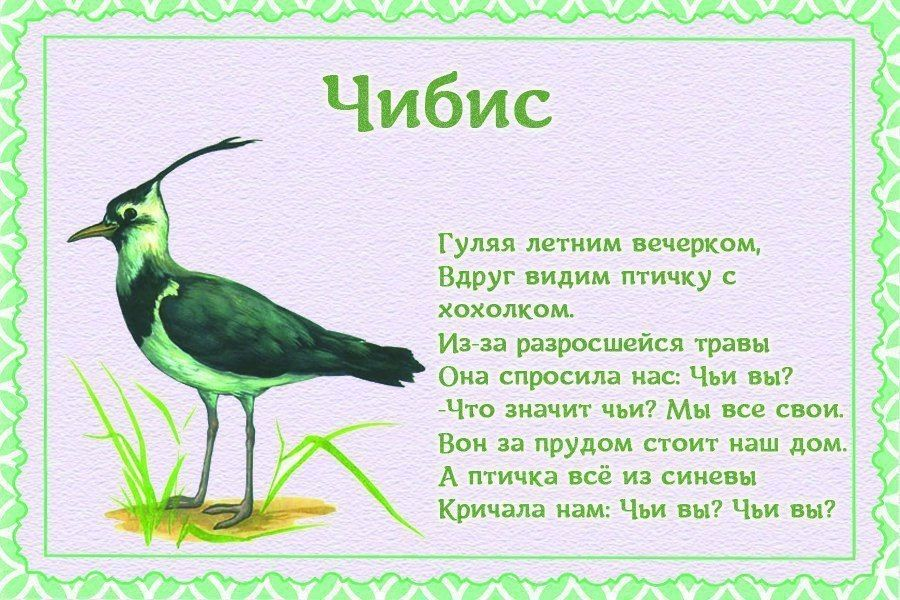 Чибис
Гуляя летним вечерком,
Вдруг видим птичку с
хохолком.
Из-за разросшейся травы
Она спросила нас: Чьи вы?
-Что значит чьи? Мы все свои.
Вон за прудом стоит наш дом.
А птичка всё из синевы
Кричала нам: Чьи вы? Чьи вы?